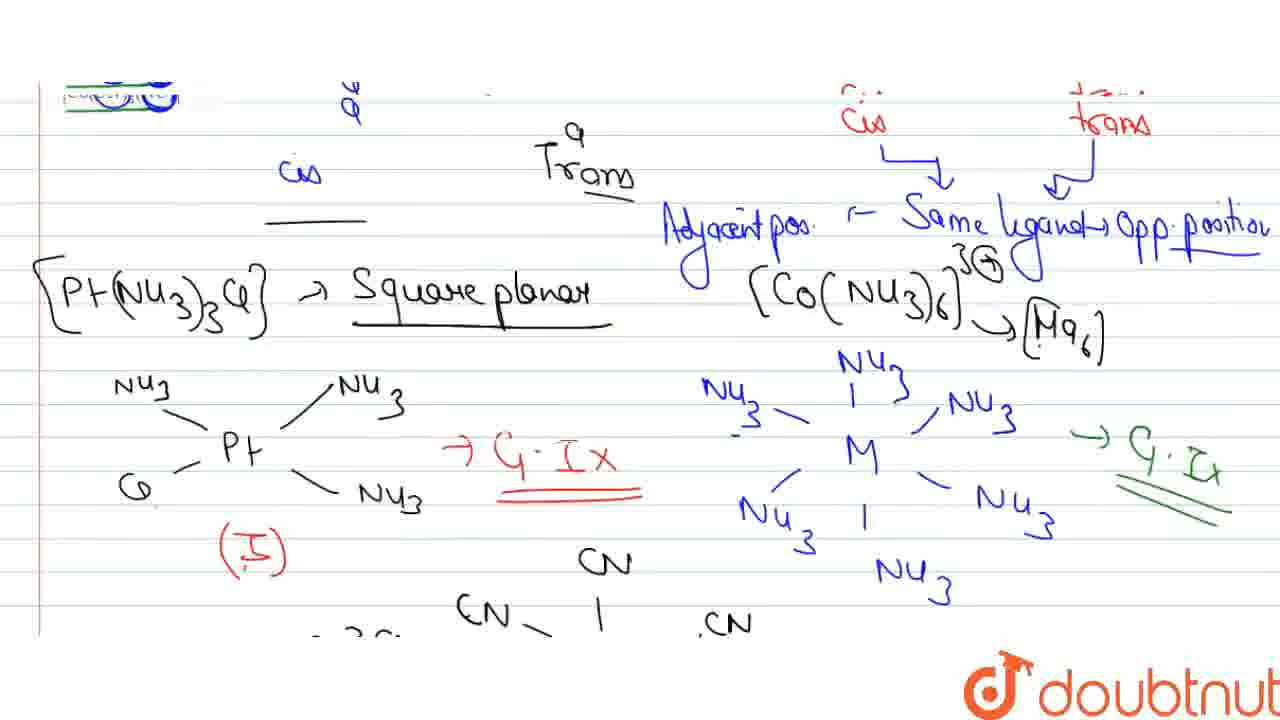 a
cis
trans
a
cis
Trans
Adjacent pos. ← Same ligand → Opp. position
[Pt(NH3)3Cl] → Square planar
[Co(NH3)6]3+ → [Ma6]
NH3
NH3
Pt
Cl
NH3
(I)
→ G.I x
NH3
NH3
NH3
M
NH3
NH3
NH3
→ G.I x
CN
CN
CN
doubtnut